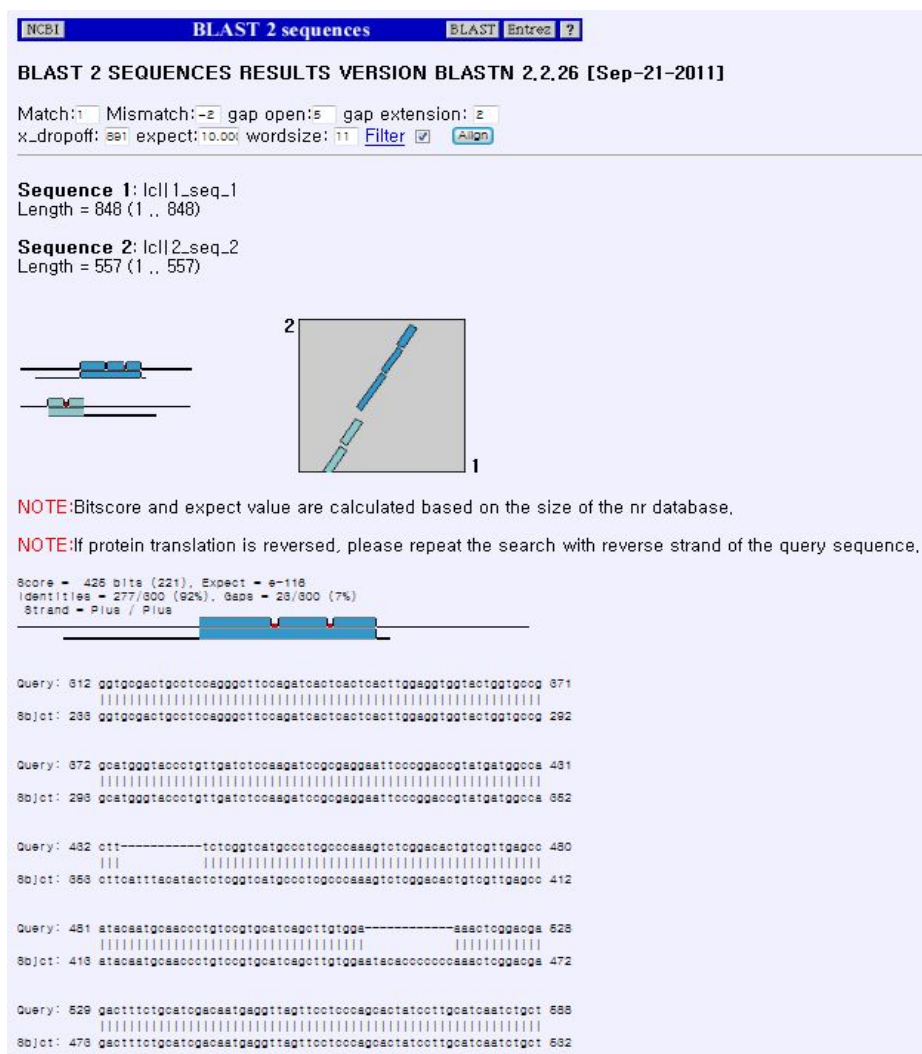 NCBI BLAST 2 sequences BLAST Entrez ?
BLAST 2 SEQUENCES RESULTS VERSION BLASTN 2.2.26 [Sep-21-2011]
Match: 1 Mismatch: -2 gap open: 5 gap extension: 2
x_dropoff: 891 expect: 10.000 wordsize: 11 Filter Align
Sequence 1: lcl|1_seq_1
Length = 848 (1 .. 848)
Sequence 2: lcl|2_seq_2
Length = 557 (1 .. 557)
2
1
NOTE:Bitscore and expect value are calculated based on the size of the nr database.
NOTE:If protein translation is reversed, please repeat the search with reverse strand of the query sequence.
Score = 425 bits (221), Expect = e-116
Identities = 277/300 (92%), Gaps = 23/300 (7%)
Strand = Plus / Plus
Query: 312 ggtgcgactgcctccagggcttccagatcactcactcacttggaggtggtactggtgccg 371
Sbjct: 233 ggtgcgactgcctccagggcttccagatcactcactcacttggaggtggtactggtgccg 292
Query: 372 gcatgggtaccctgttgatctccaagatccgcgaggaattcccggaccgtatgatggcca 431
Sbjct: 293 gcatgggtaccctgttgatctccaagatccgcgaggaattcccggaccgtatgatggcca 352
Query: 432 ctt-----------tctcggtcatgccctcgcccaaagtctcggacactgtcgttgagcc 480
Sbjct: 353 cttcatttacatactctcggtcatgccctcgcccaaagtctcggacactgtcgttgagcc 412
Query: 481 atacaatgcaaccctgtccgtgcatcagcttgtgga------------aaactcggacga 528
Sbjct: 413 atacaatgcaaccctgtccgtgcatcagcttgtggaatacacccccccaaactcggacga 472
Query: 529 gactttctgcatcgacaatgaggttagttcctcccagcactatccttgcatcaatctgct 588
Sbjct: 473 gactttctgcatcgacaatgaggttagttcctcccagcactatccttgcatcaatctgct 532